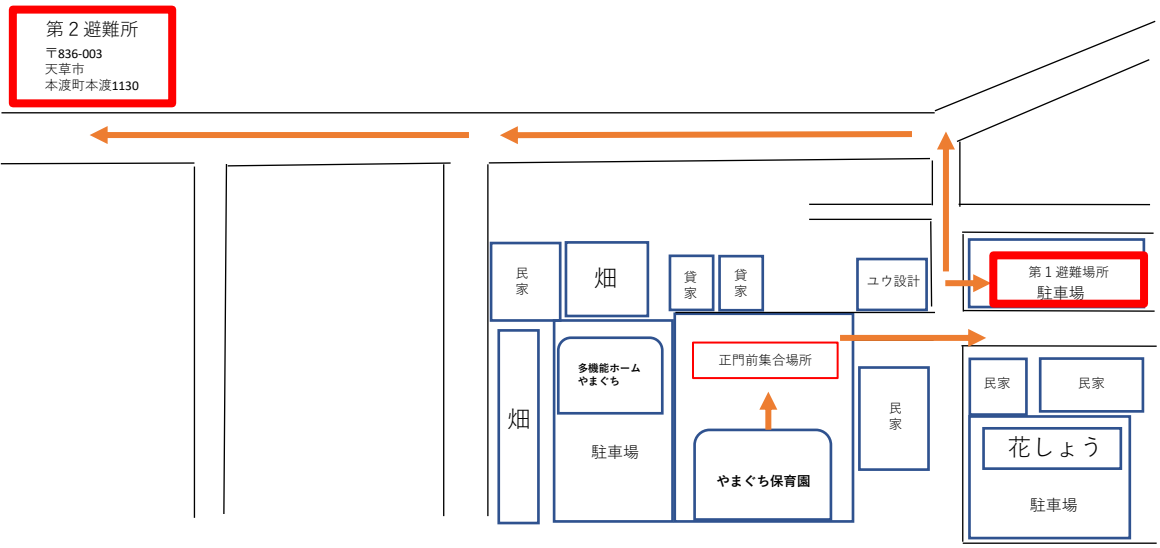 第２避難所
〒836-003
天草市
本渡町本渡1130
民
家
畑
貸
家
貸
家
ユウ設計
第１避難場所
駐車場
正門前集合場所
多機能ホーム
やまぐち
畑
駐車場
やまぐち保育園
民
家
民家
民家
花しょう
駐車場